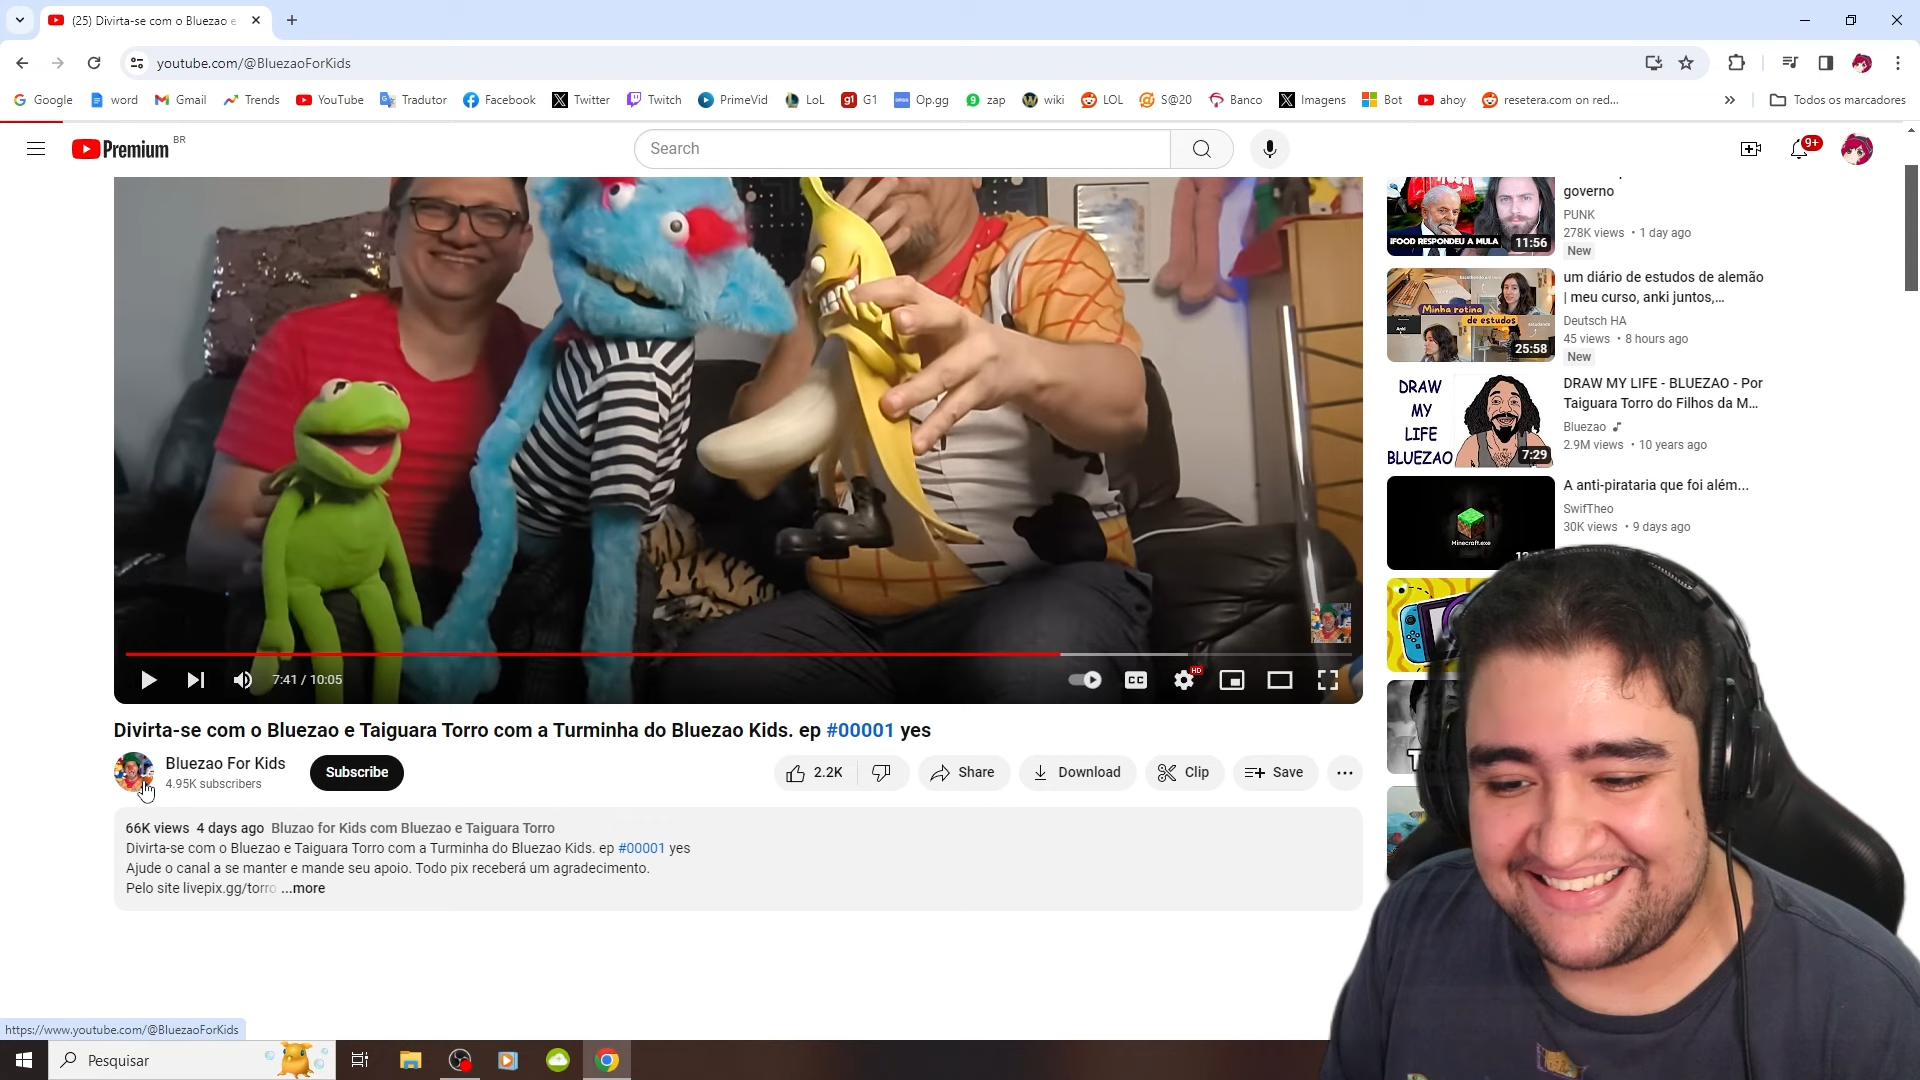 (25) Divirta-se com o Bluezao e
youtube.com/@BluezaoForKids
Google
word
Gmail
Trends
YouTube
Tradutor
Facebook
Twitter
Twitch
PrimeVid
LoL
G1
Op.gg
zap
wiki
LOL
S@20
Banco
Imagens
Bot
ahoy
resetera.com on red...
Todos os marcadores
Premium BR
Search
9+
governo
PUNK
278K views • 1 day ago
New
IFOOD RESPONDEU A MULA
11:56
um diário de estudos de alemão
| meu curso, anki juntos,...
Deutsch HA
45 views • 8 hours ago
New
Minha rotina
de estudos
25:58
DRAW MY LIFE - BLUEZAO - Por
Taiguara Torro do Filhos da M...
Bluezao
2.9M views • 10 years ago
DRAW
MY
LIFE
BLUEZAO
7:29
A anti-pirataria que foi além...
SwifTheo
30K views • 9 days ago
Minecraft.exe
7:41 / 10:05
CC
HD
Divirta-se com o Bluezao e Taiguara Torro com a Turminha do Bluezao Kids. ep #00001 yes
Bluezao For Kids
4.95K subscribers
Subscribe
2.2K
Share
Download
Clip
Save
66K views 4 days ago Bluzao for Kids com Bluezao e Taiguara Torro
Divirta-se com o Bluezao e Taiguara Torro com a Turminha do Bluezao Kids. ep #00001 yes
Ajude o canal a se manter e mande seu apoio. Todo pix receberá um agradecimento.
Pelo site livepix.gg/torro ...more
https://www.youtube.com/@BluezaoForKids
Pesquisar